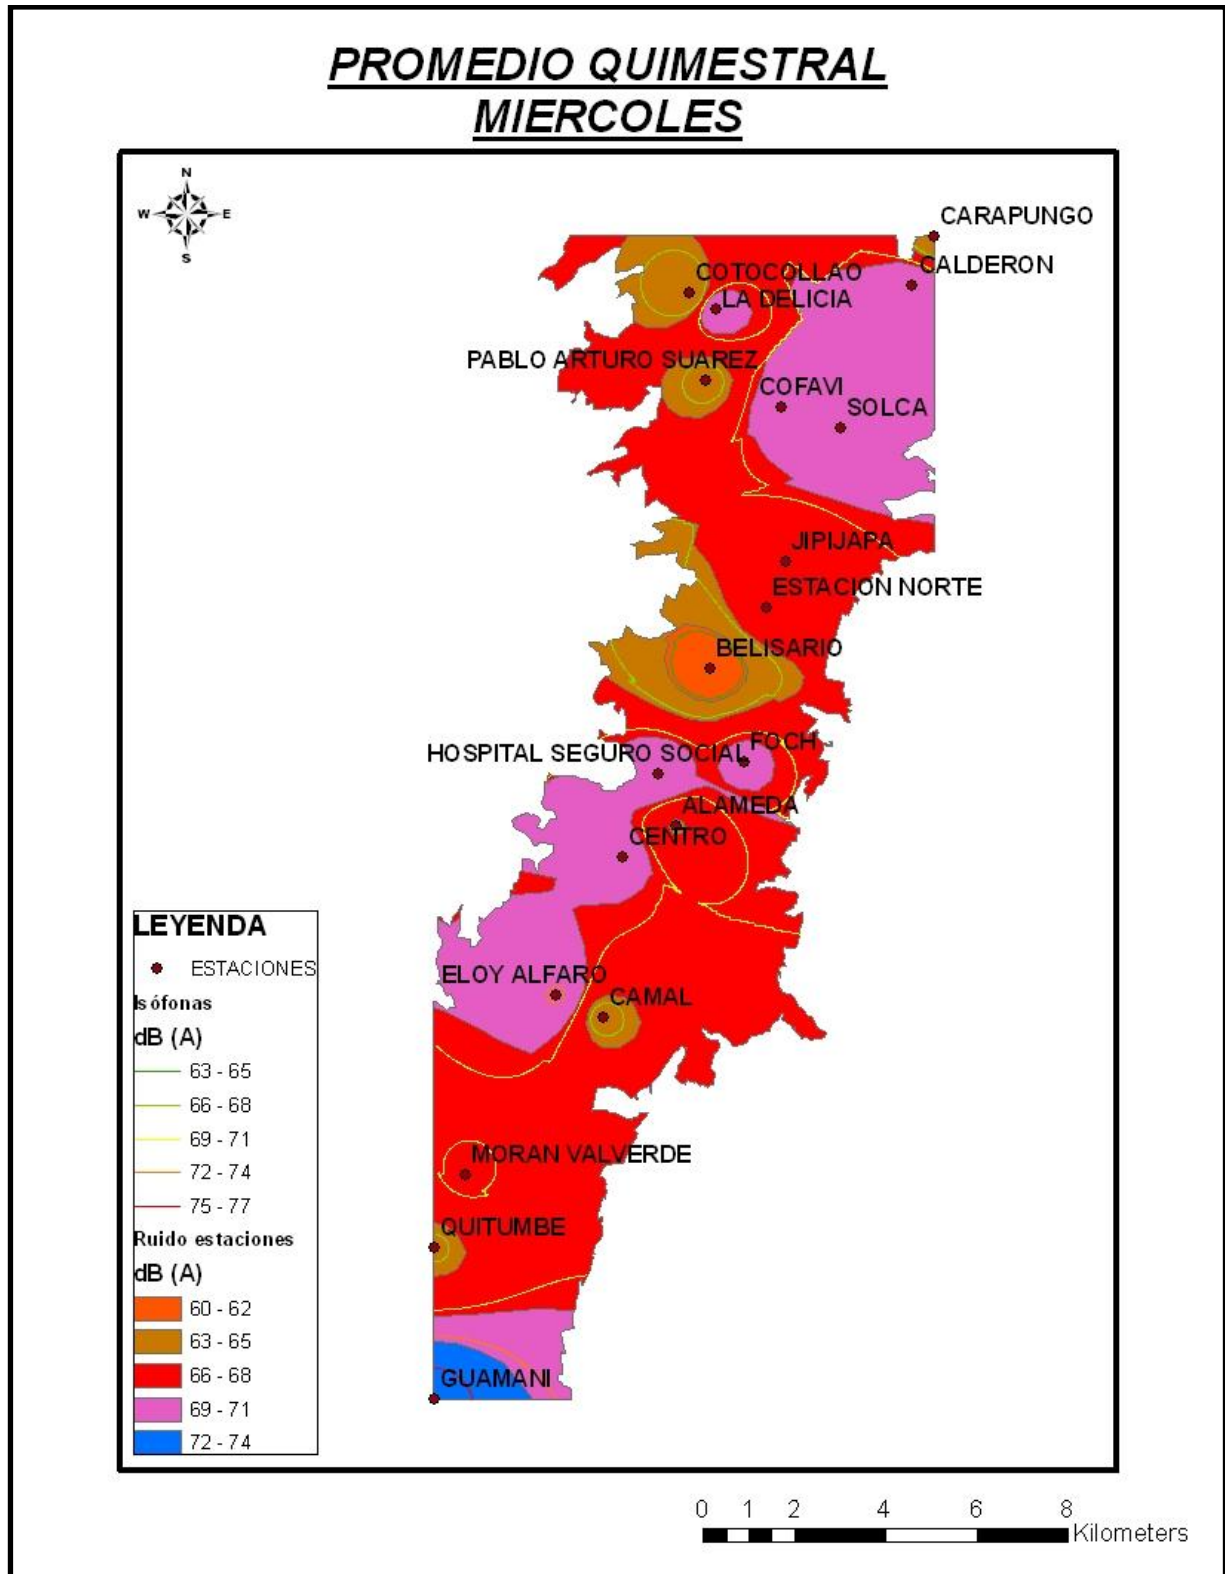 PROMEDIO QUIMESTRAL
MIERCOLES
N
W E
S
CARAPUNGO
CALDERON
COTOCOLLAO
LA DELICIA
PABLO ARTURO SUAREZ
COFAVI
SOLCA
JIPIJAPA
ESTACION NORTE
BELISARIO
FOCH
HOSPITAL SEGURO SOCIAL
ALAMEDA
CENTRO
ELOY ALFARO
CAMAL
MORAN VALVERDE
QUITUMBE
GUAMANI
LEYENDA
ESTACIONES
Isófonas
dB (A)
63 - 65
66 - 68
69 - 71
72 - 74
75 - 77
Ruido estaciones
dB (A)
60 - 62
63 - 65
66 - 68
69 - 71
72 - 74
0 1 2 4 6 8
Kilometers